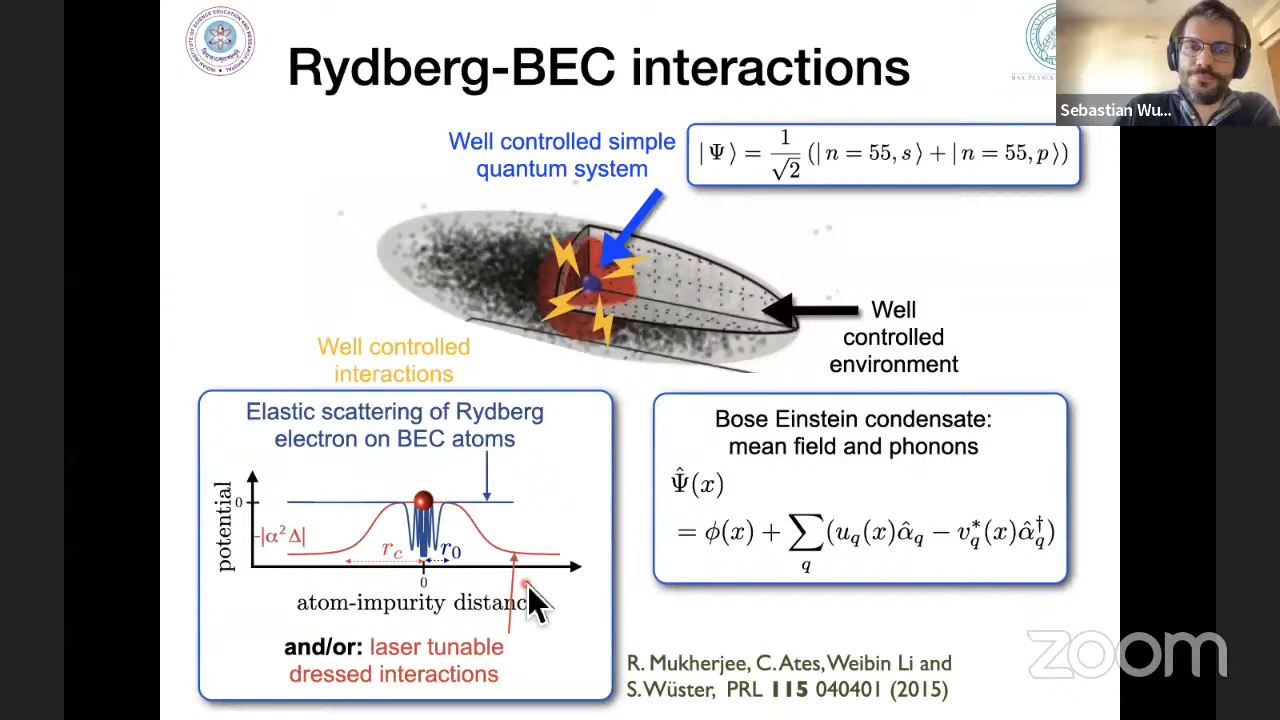 Rydberg-BEC interactions
Sebastian Wu...
Well controlled simple
quantum system
| Ψ ⟩ = 1/√2 (| n = 55, s ⟩ + | n = 55, p ⟩)
Well
controlled
environment
Well controlled
interactions
Elastic scattering of Rydberg
electron on BEC atoms
potential
0
-|α²Δ|
r_c
r_0
0
atom-impurity distanc
and/or: laser tunable
dressed interactions
Bose Einstein condensate:
mean field and phonons
Ψ̂(x)
= ϕ(x) + ∑_q (u_q(x)α̂_q − v_q^*(x)α̂_q^†)
R. Mukherjee, C. Ates, Weibin Li and
S. Wüster, PRL 115 040401 (2015)
zoom